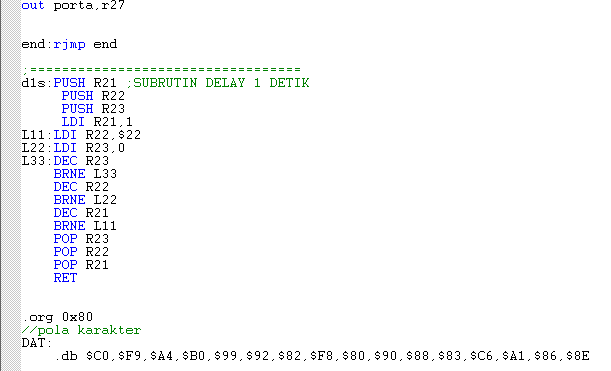 out porta,r27
end:rjmp end
;==================================
d1s:PUSH R21 ;SUBRUTIN DELAY 1 DETIK
PUSH R22
PUSH R23
LDI R21,1
L11:LDI R22,$22
L22:LDI R23,0
L33:DEC R23
BRNE L33
DEC R22
BRNE L22
DEC R21
BRNE L11
POP R23
POP R22
POP R21
RET
.org 0x80
//pola karakter
DAT:
.db $C0,$F9,$A4,$B0,$99,$92,$82,$F8,$80,$90,$88,$83,$C6,$A1,$86,$8E